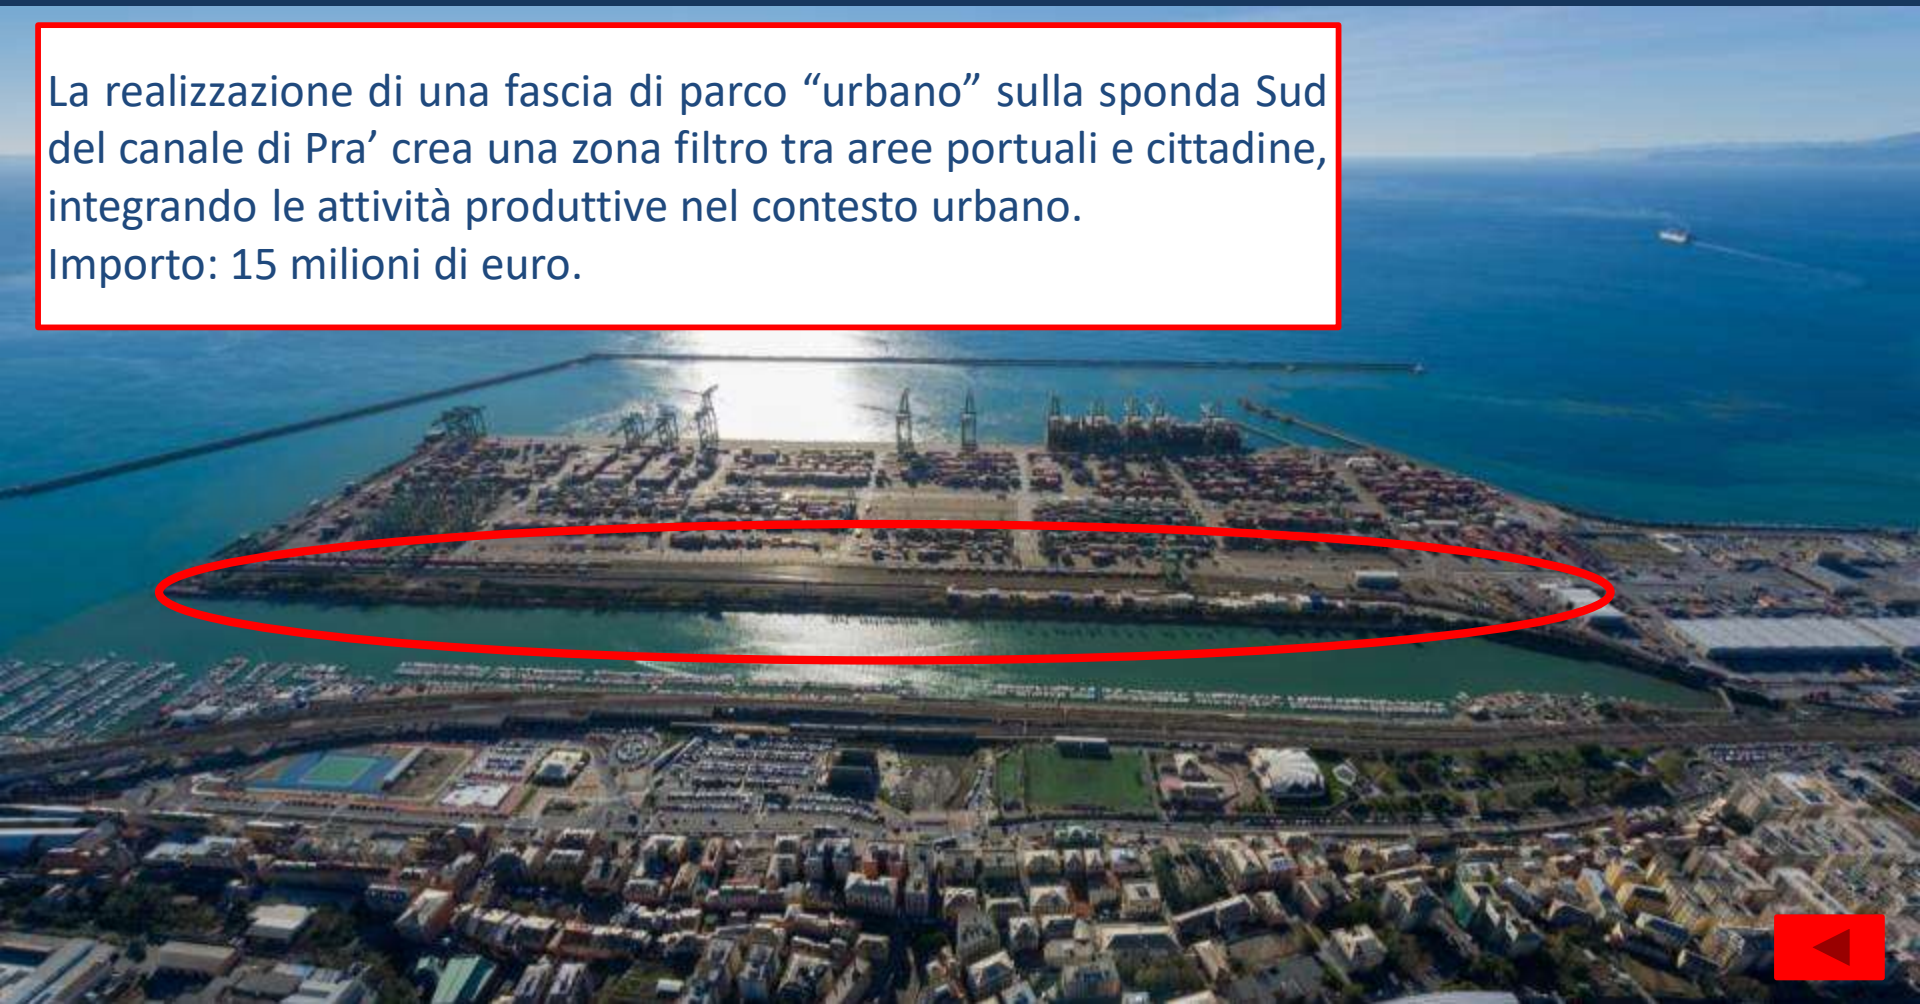 La realizzazione di una fascia di parco “urbano” sulla sponda Sud
del canale di Pra’ crea una zona filtro tra aree portuali e cittadine,
integrando le attività produttive nel contesto urbano.
Importo: 15 milioni di euro.